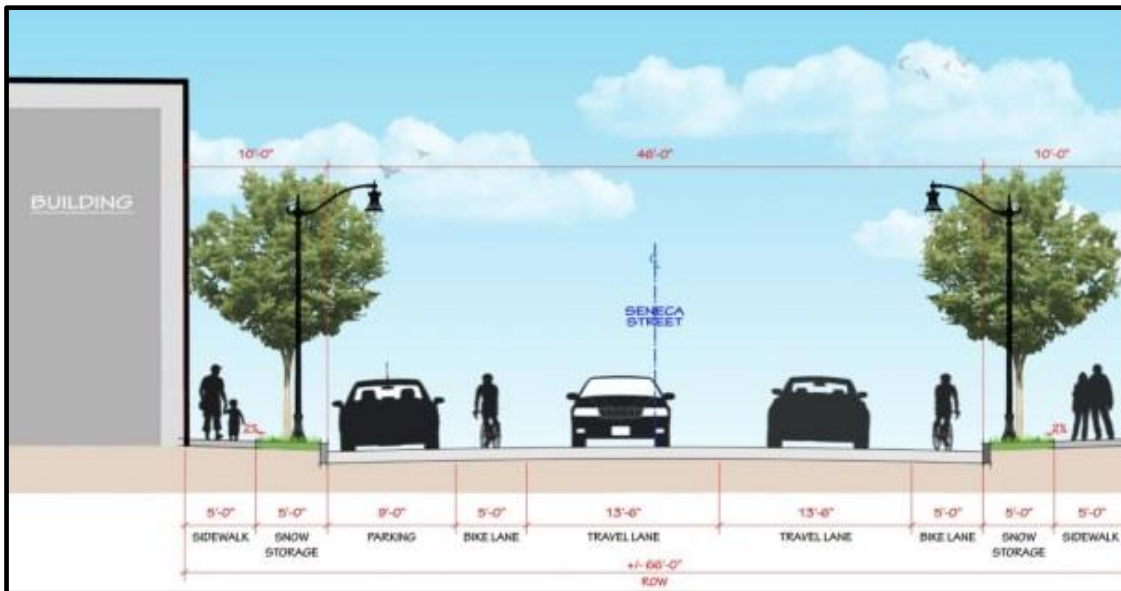 10'-0" 46'-0" 10'-0"
BUILDING
℄
SENECA
STREET
2% 2%
5'-0" 5'-0" 9'-0" 5'-0" 13'-6" 13'-6" 5'-0" 5'-0" 5'-0"
SIDEWALK SNOW PARKING BIKE LANE TRAVEL LANE TRAVEL LANE BIKE LANE SNOW SIDEWALK
STORAGE STORAGE
+/- 66'-0"
ROW